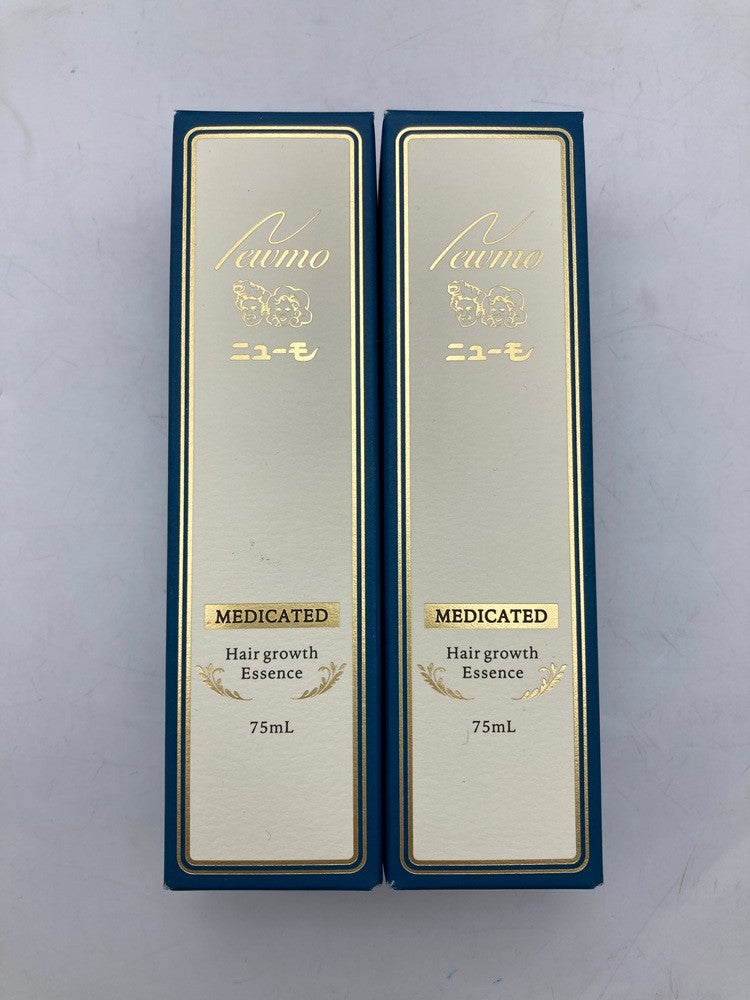 Newmo
ニューモ
MEDICATED
Hair growth
Essence
75mL
Newmo
ニューモ
MEDICATED
Hair growth
Essence
75mL